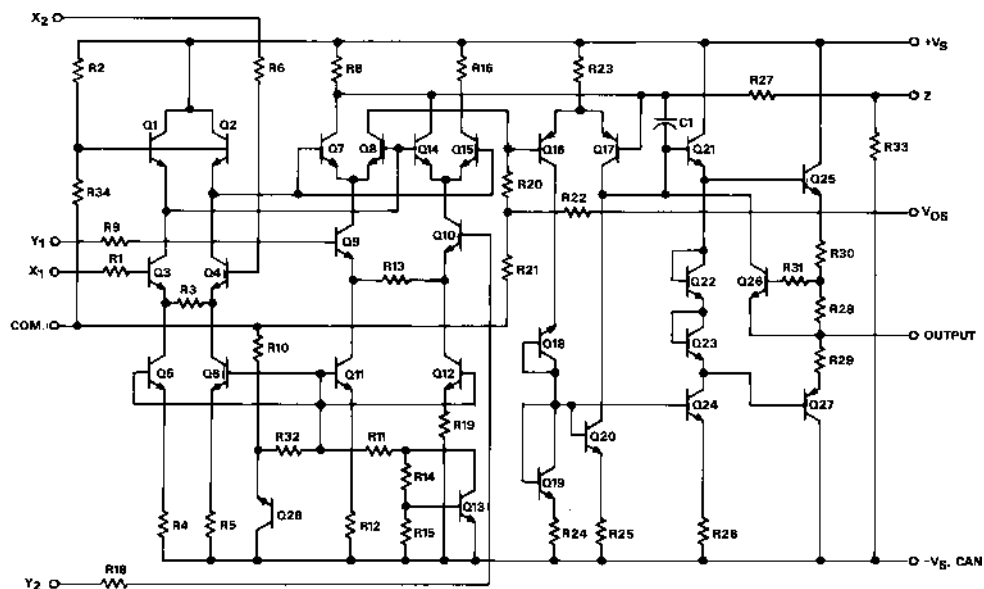 X2
+VS
R2
R6
R8
R16
R23
R27
Z
C1
Q1
Q2
Q7
Q8
Q14
Q15
Q16
Q17
Q21
R33
Q25
R34
R20
R22
VOS
Y1
R9
Q9
Q10
R30
X1
R1
Q3
Q4
R13
R21
Q22
Q26
R31
R3
R28
COM.
OUTPUT
R10
Q18
Q23
R29
Q5
Q6
Q11
Q12
Q24
Q27
R19
Q20
R32
R11
R14
Q19
Q28
Q13
R4
R5
R12
R15
R24
R25
R26
-VS, CAN
Y2
R18